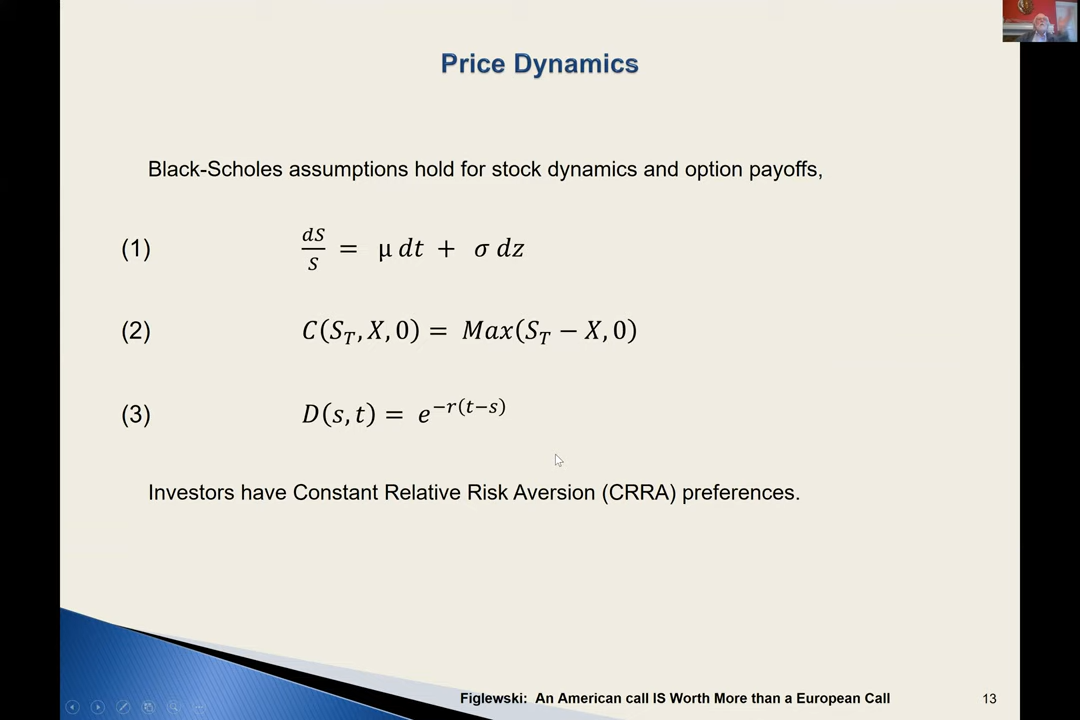 Price Dynamics
Black-Scholes assumptions hold for stock dynamics and option payoffs,
(1) dS/S = μ dt + σ dz
(2) C(S_T, X, 0) = Max(S_T − X, 0)
(3) D(s, t) = e^{−r(t−s)}
Investors have Constant Relative Risk Aversion (CRRA) preferences.
Figlewski: An American call IS Worth More than a European Call 13